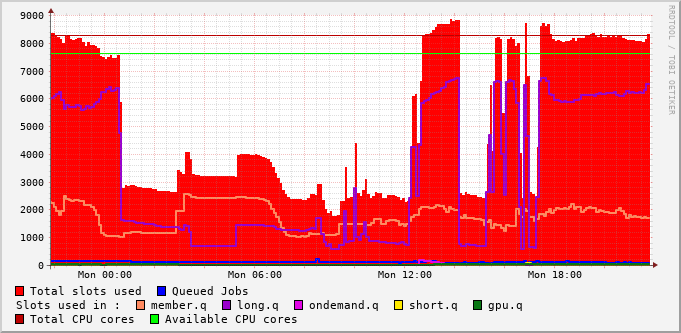 9000
8000
7000
6000
5000
4000
3000
2000
1000
0
Mon 00:00 Mon 06:00 Mon 12:00 Mon 18:00
RRDTOOL / TOBI OETIKER
Total slots used Queued Jobs
Slots used in : member.q long.q ondemand.q short.q gpu.q
Total CPU cores Available CPU cores